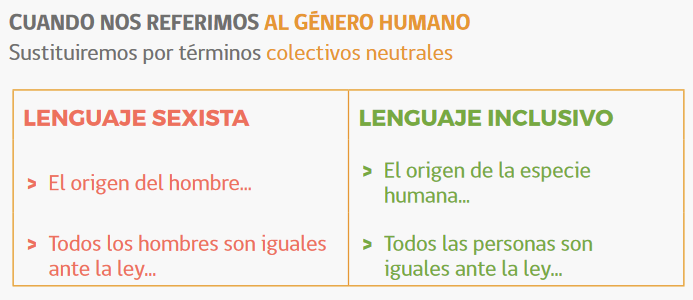 CUANDO NOS REFERIMOS AL GÉNERO HUMANO
Sustituiremos por términos colectivos neutrales
LENGUAJE SEXISTA
> El origen del hombre...
> Todos los hombres son iguales
ante la ley...
LENGUAJE INCLUSIVO
> El origen de la especie
humana...
> Todas las personas son
iguales ante la ley...